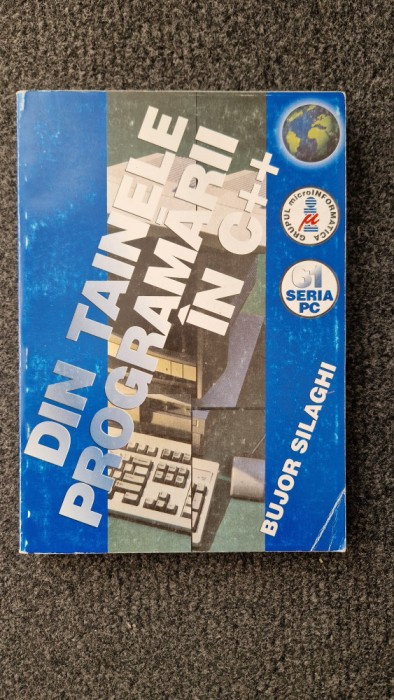 DIN TAINELE
PROGRAMĂRII
ÎN C++
GRUPUL microINFORMATICA
μ
61
SERIA
PC
BUJOR SILAGHI